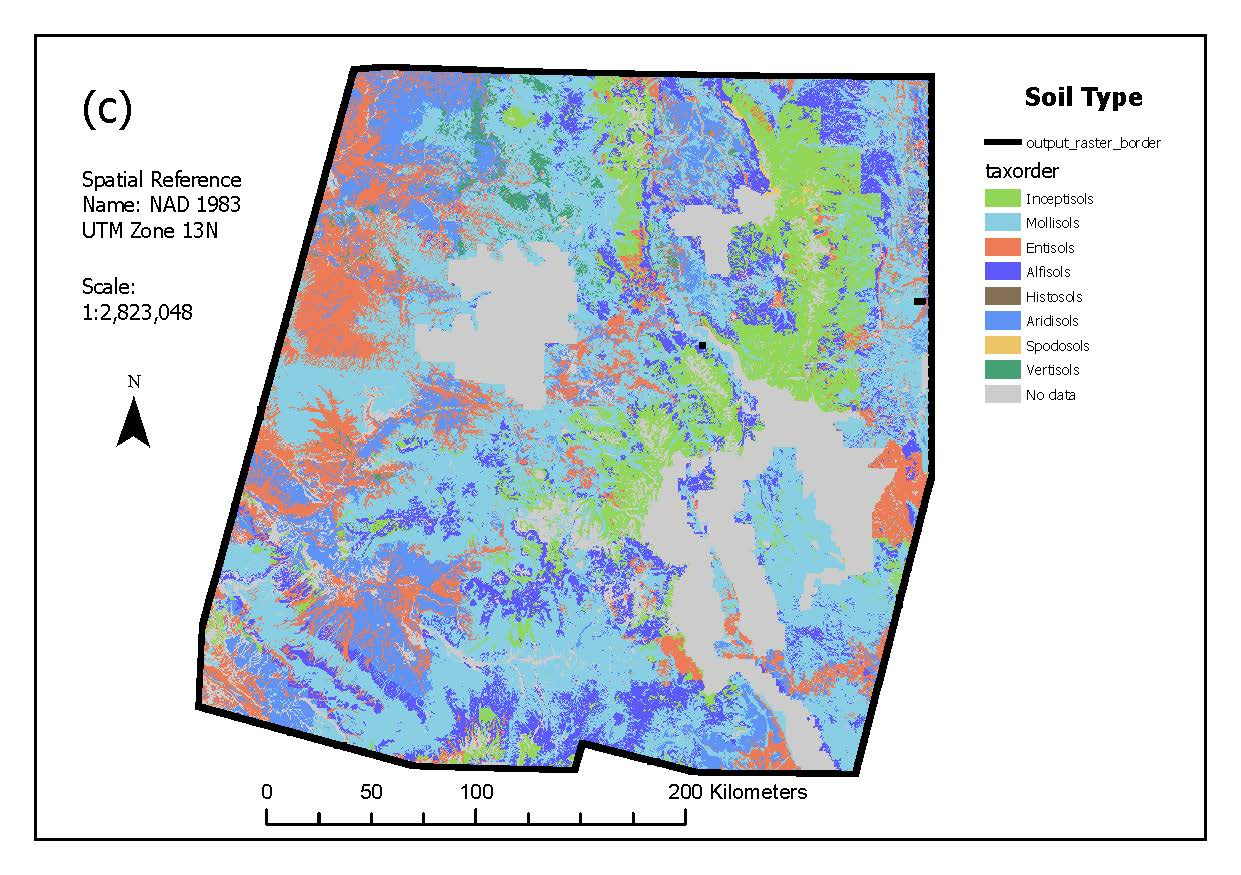 (c)
Spatial Reference
Name: NAD 1983
UTM Zone 13N
Scale:
1:2,823,048
N
Soil Type
output_raster_border
taxorder
Inceptisols
Mollisols
Entisols
Alfisols
Histosols
Aridisols
Spodosols
Vertisols
No data
0 50 100 200 Kilometers